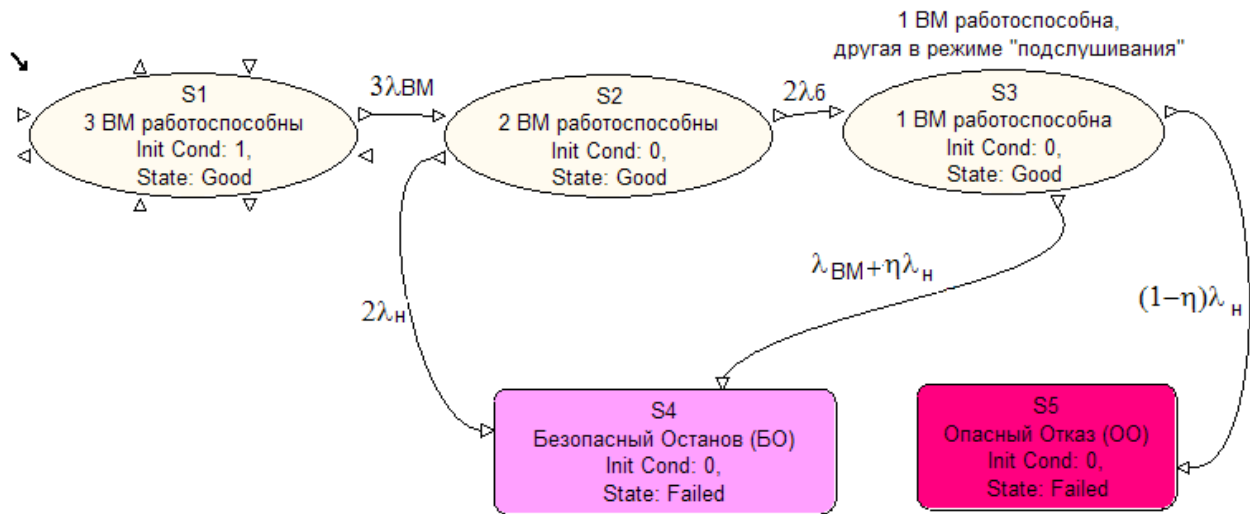 1 ВМ работоспособна,
другая в режиме "подслушивания"
S1
3 ВМ работоспособны
Init Cond: 1,
State: Good
3λВМ
S2
2 ВМ работоспособны
Init Cond: 0,
State: Good
2λб
S3
1 ВМ работоспособна
Init Cond: 0,
State: Good
2λн
λВМ+ηλн
(1−η)λн
S4
Безопасный Останов (БО)
Init Cond: 0,
State: Failed
S5
Опасный Отказ (ОО)
Init Cond: 0,
State: Failed